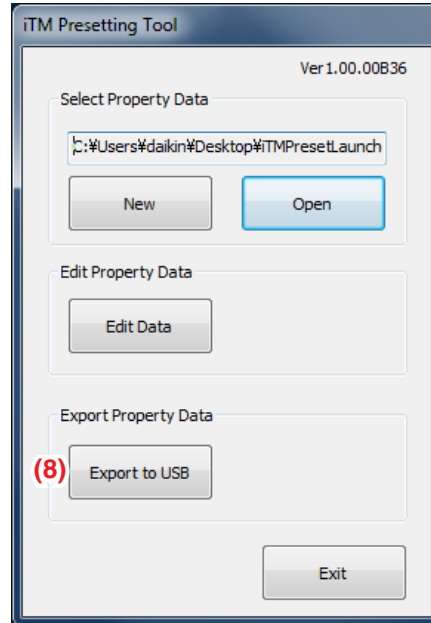 iTM Presetting Tool
Ver1.00.00B36
Select Property Data
C:¥Users¥daikin¥Desktop¥iTMPresetLaunch
New Open
Edit Property Data
Edit Data
Export Property Data
(8) Export to USB
Exit